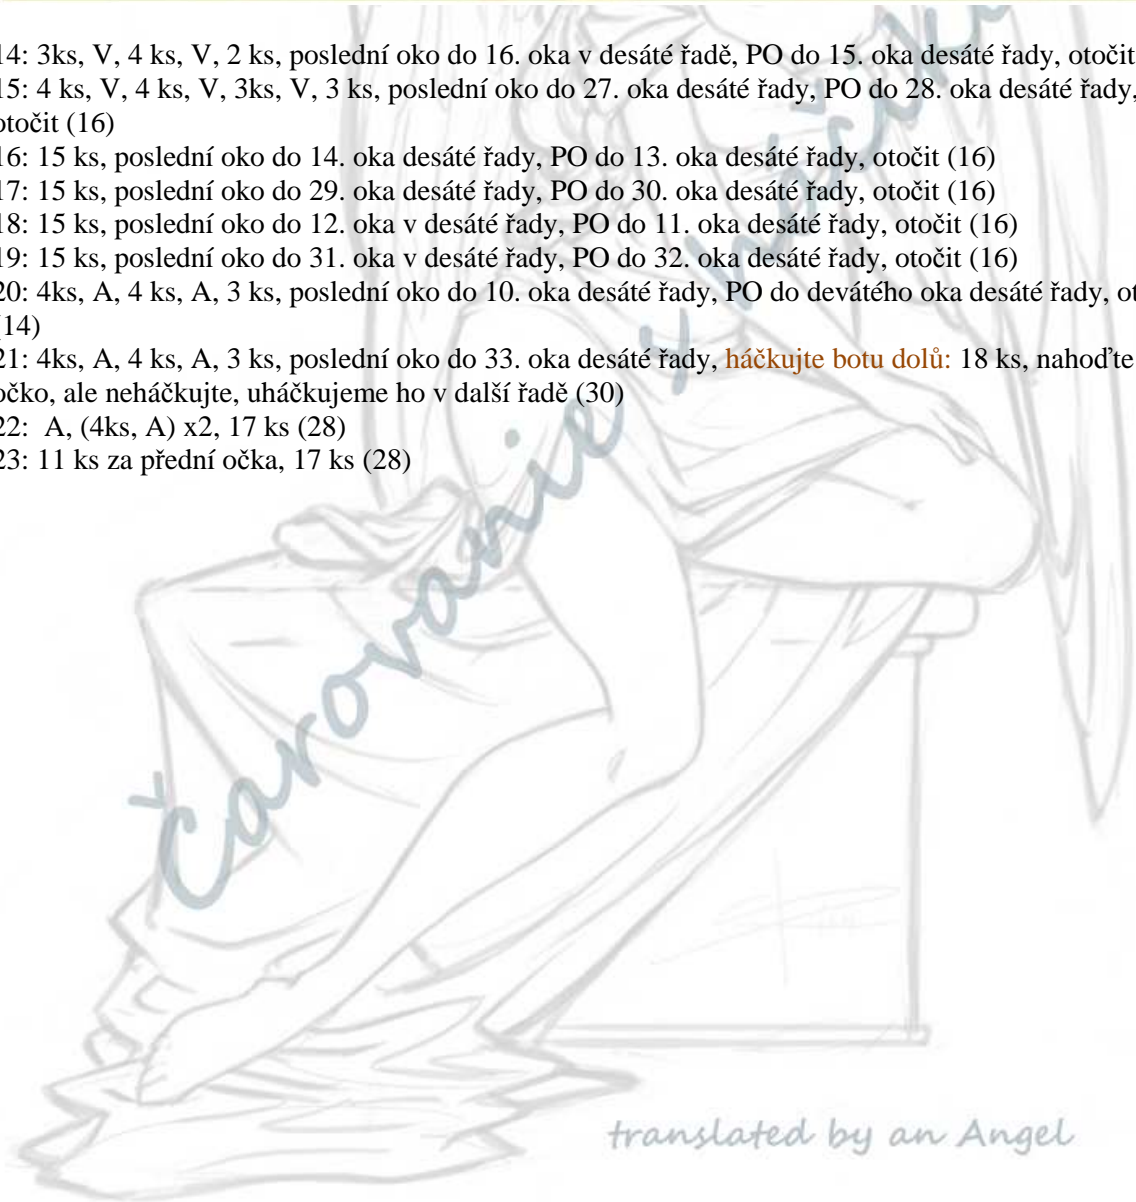 14: 3ks, V, 4 ks, V, 2 ks, poslední oko do 16. oka v desáté řadě, PO do 15. oka desáté řady, otočit
15: 4 ks, V, 4 ks, V, 3ks, V, 3 ks, poslední oko do 27. oka desáté řady, PO do 28. oka desáté řady,
otočit (16)
16: 15 ks, poslední oko do 14. oka desáté řady, PO do 13. oka desáté řady, otočit (16)
17: 15 ks, poslední oko do 29. oka desáté řady, PO do 30. oka desáté řady, otočit (16)
18: 15 ks, poslední oko do 12. oka v desáté řady, PO do 11. oka desáté řady, otočit (16)
19: 15 ks, poslední oko do 31. oka v desáté řady, PO do 32. oka desáté řady, otočit (16)
20: 4ks, A, 4 ks, A, 3 ks, poslední oko do 10. oka desáté řady, PO do devátého oka desáté řady, ot
(14)
21: 4ks, A, 4 ks, A, 3 ks, poslední oko do 33. oka desáté řady, háčkujte botu dolů: 18 ks, nahoďte
očko, ale neháčkujte, uháčkujeme ho v další řadě (30)
22: A, (4ks, A) x2, 17 ks (28)
23: 11 ks za přední očka, 17 ks (28)
Čarovanie s háčik
translated by an Angel